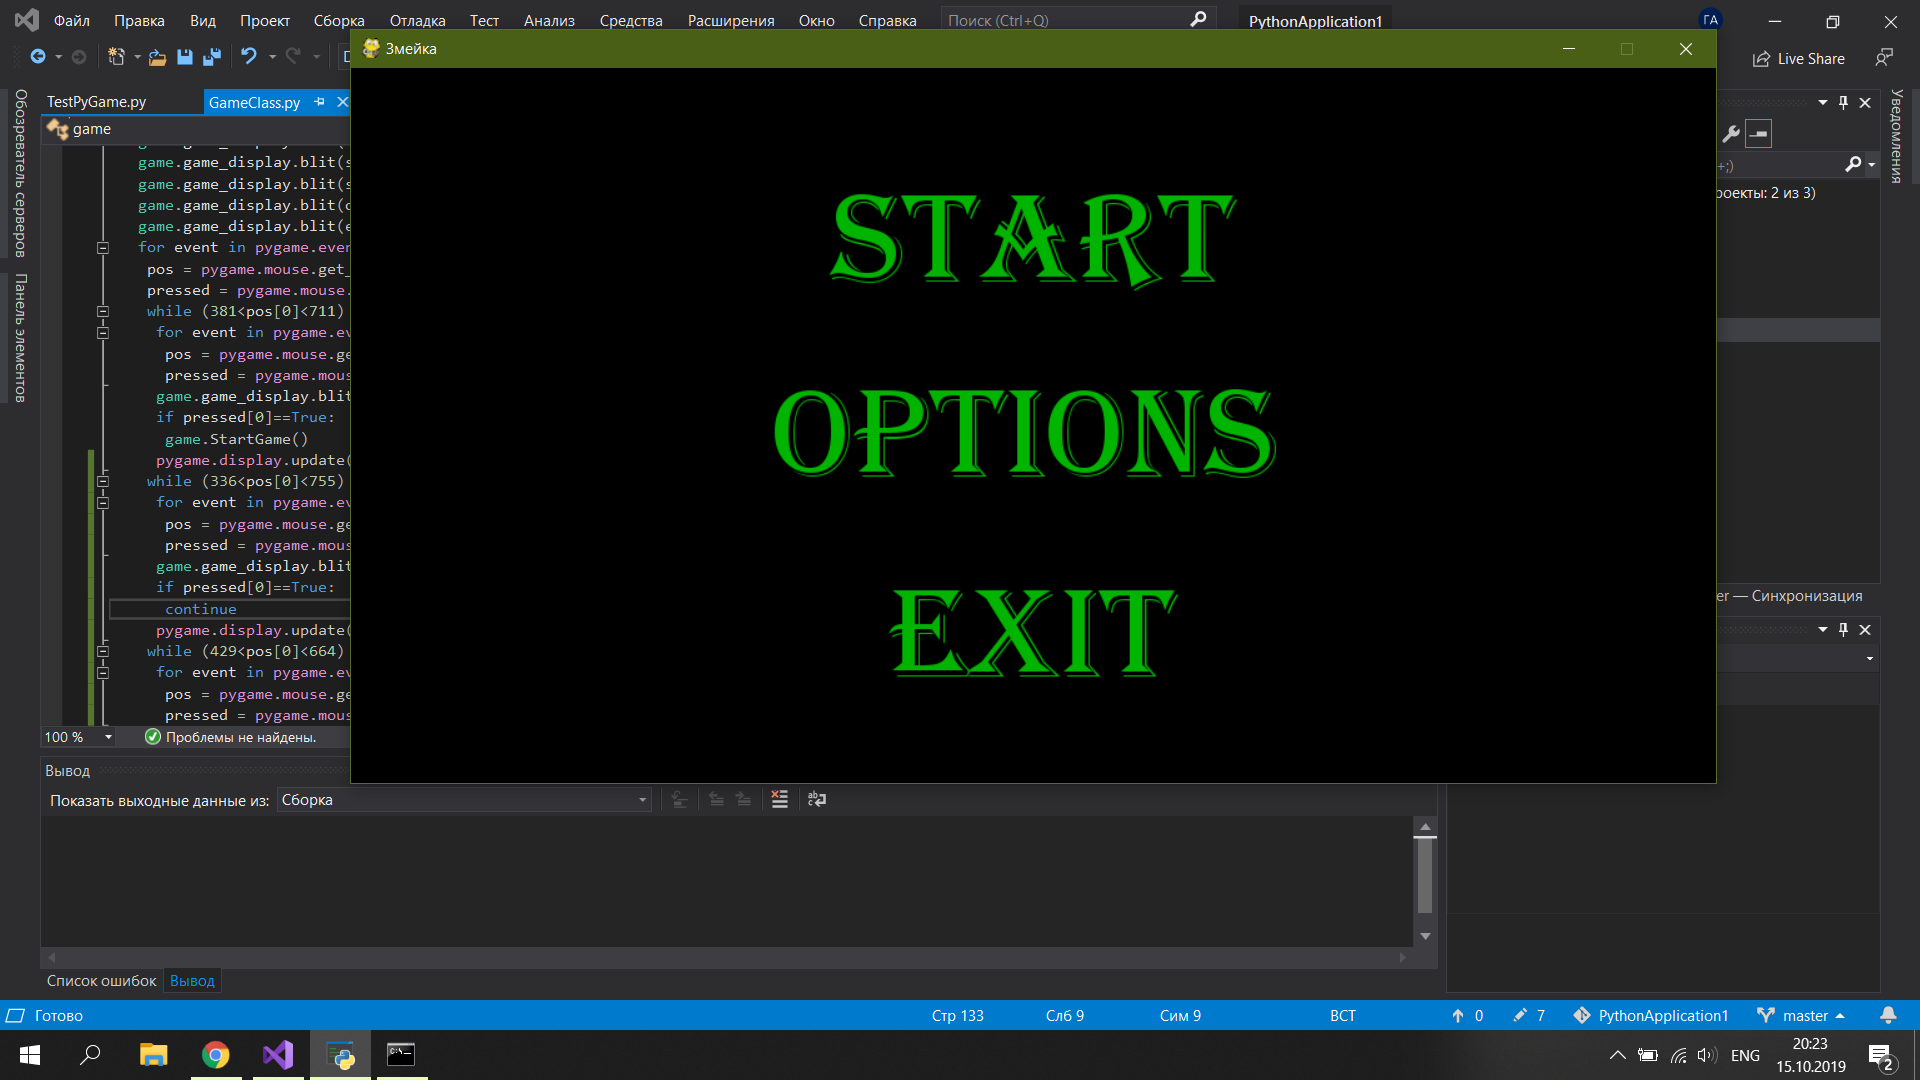 Файл Правка Вид Проект Сборка Отладка Тест Анализ Средства Расширения Окно Справка Поиск (Ctrl+Q) PythonApplication1 ГА
Змейка
Live Share
Обозреватель серверов
Панель элементов
Уведомления
TestPyGame.py GameClass.py
game
game.game_display.blit(
game.game_display.blit(
game.game_display.blit(
game.game_display.blit(
for event in pygame.even
pos = pygame.mouse.get_
pressed = pygame.mouse.
while (381<pos[0]<711)
for event in pygame.ev
pos = pygame.mouse.ge
pressed = pygame.mous
game.game_display.blit
if pressed[0]==True:
game.StartGame()
pygame.display.update(
while (336<pos[0]<755)
for event in pygame.ev
pos = pygame.mouse.ge
pressed = pygame.mous
game.game_display.blit
if pressed[0]==True:
continue
pygame.display.update(
while (429<pos[0]<664)
for event in pygame.ev
pos = pygame.mouse.ge
pressed = pygame.mous
START
OPTIONS
EXIT
+;)
роекты: 2 из 3)
er — Синхронизация
100 % Проблемы не найдены.
Вывод
Показать выходные данные из: Сборка
Список ошибок Вывод
Готово Стр 133 Слб 9 Сим 9 ВСТ 0 7 PythonApplication1 master
ENG 20:23
15.10.2019 2